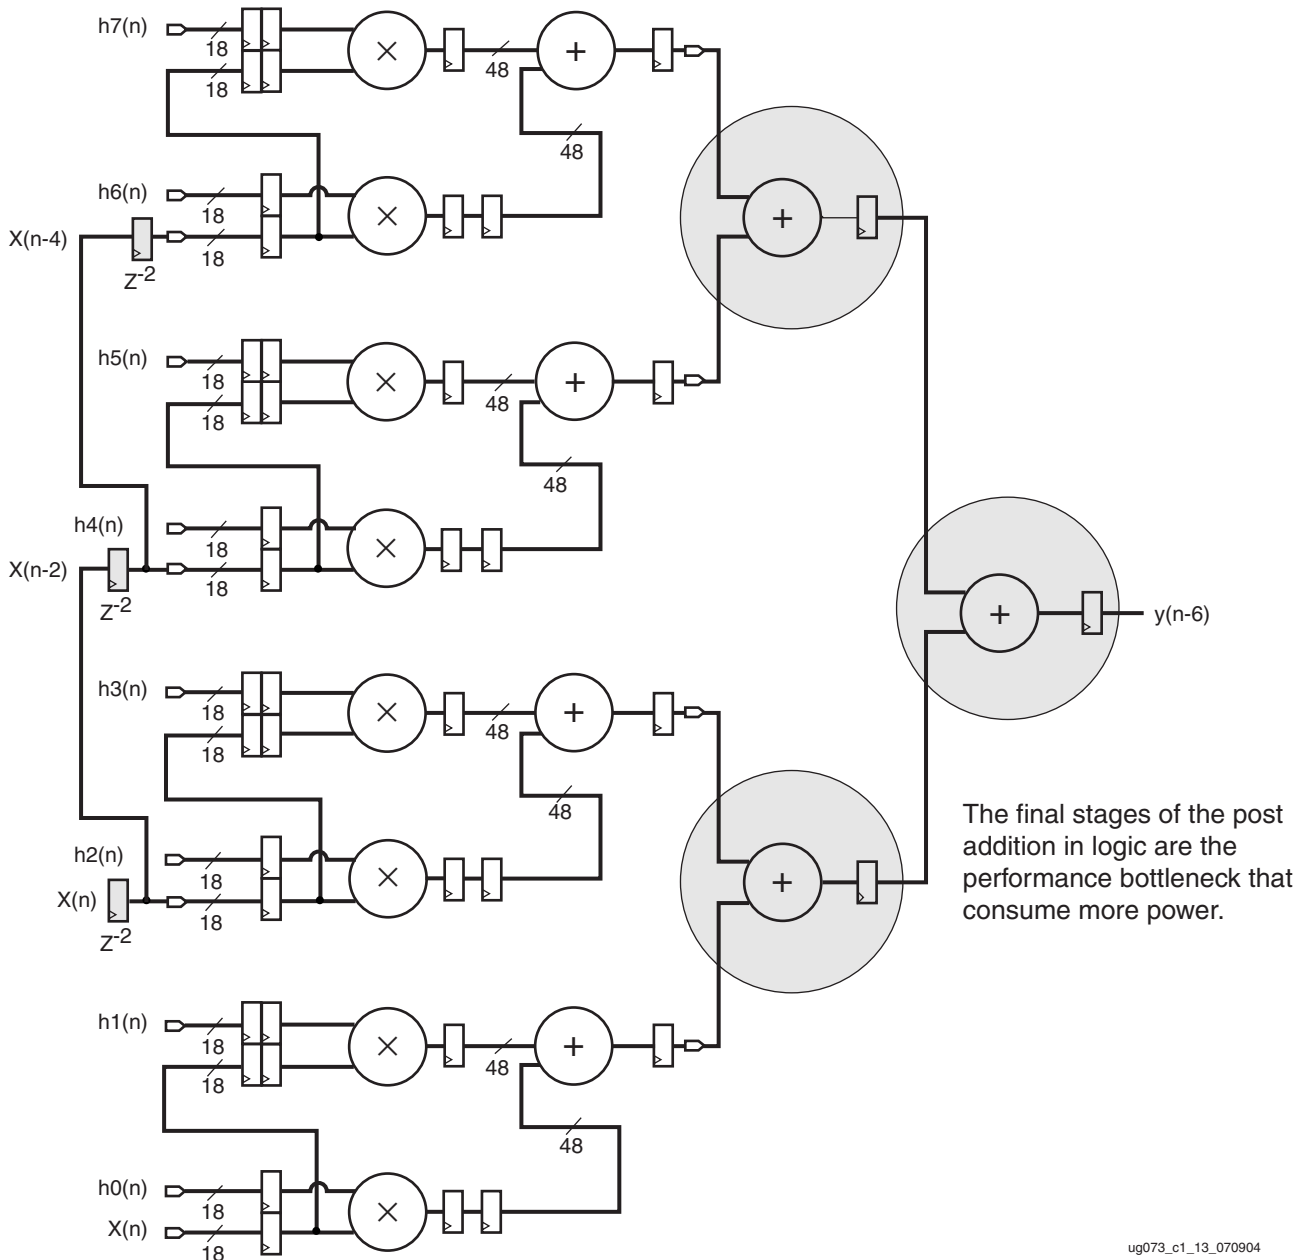 h7(n)
18
18
×
48
+
48
h6(n)
18
X(n-4)
18
×
Z-2
+
h5(n)
18
18
×
48
+
48
h4(n)
18
X(n-2)
18
×
Z-2
+
y(n-6)
h3(n)
18
18
×
48
+
48
The final stages of the post
addition in logic are the
performance bottleneck that
consume more power.
h2(n)
18
X(n)
18
×
Z-2
+
h1(n)
18
18
×
48
+
48
h0(n)
18
X(n)
18
×
ug073_c1_13_070904